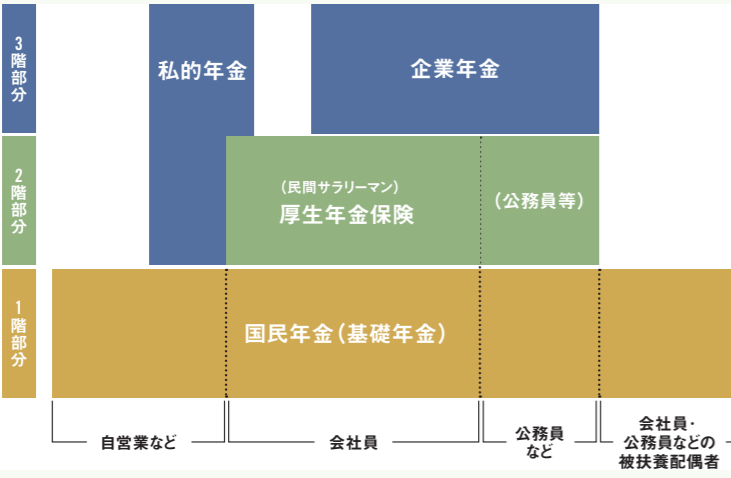 3階部分
私的年金
企業年金
2階部分
(民間サラリーマン)
厚生年金保険
(公務員等)
1階部分
国民年金(基礎年金)
自営業など
会社員
公務員
など
会社員・
公務員などの
被扶養配偶者